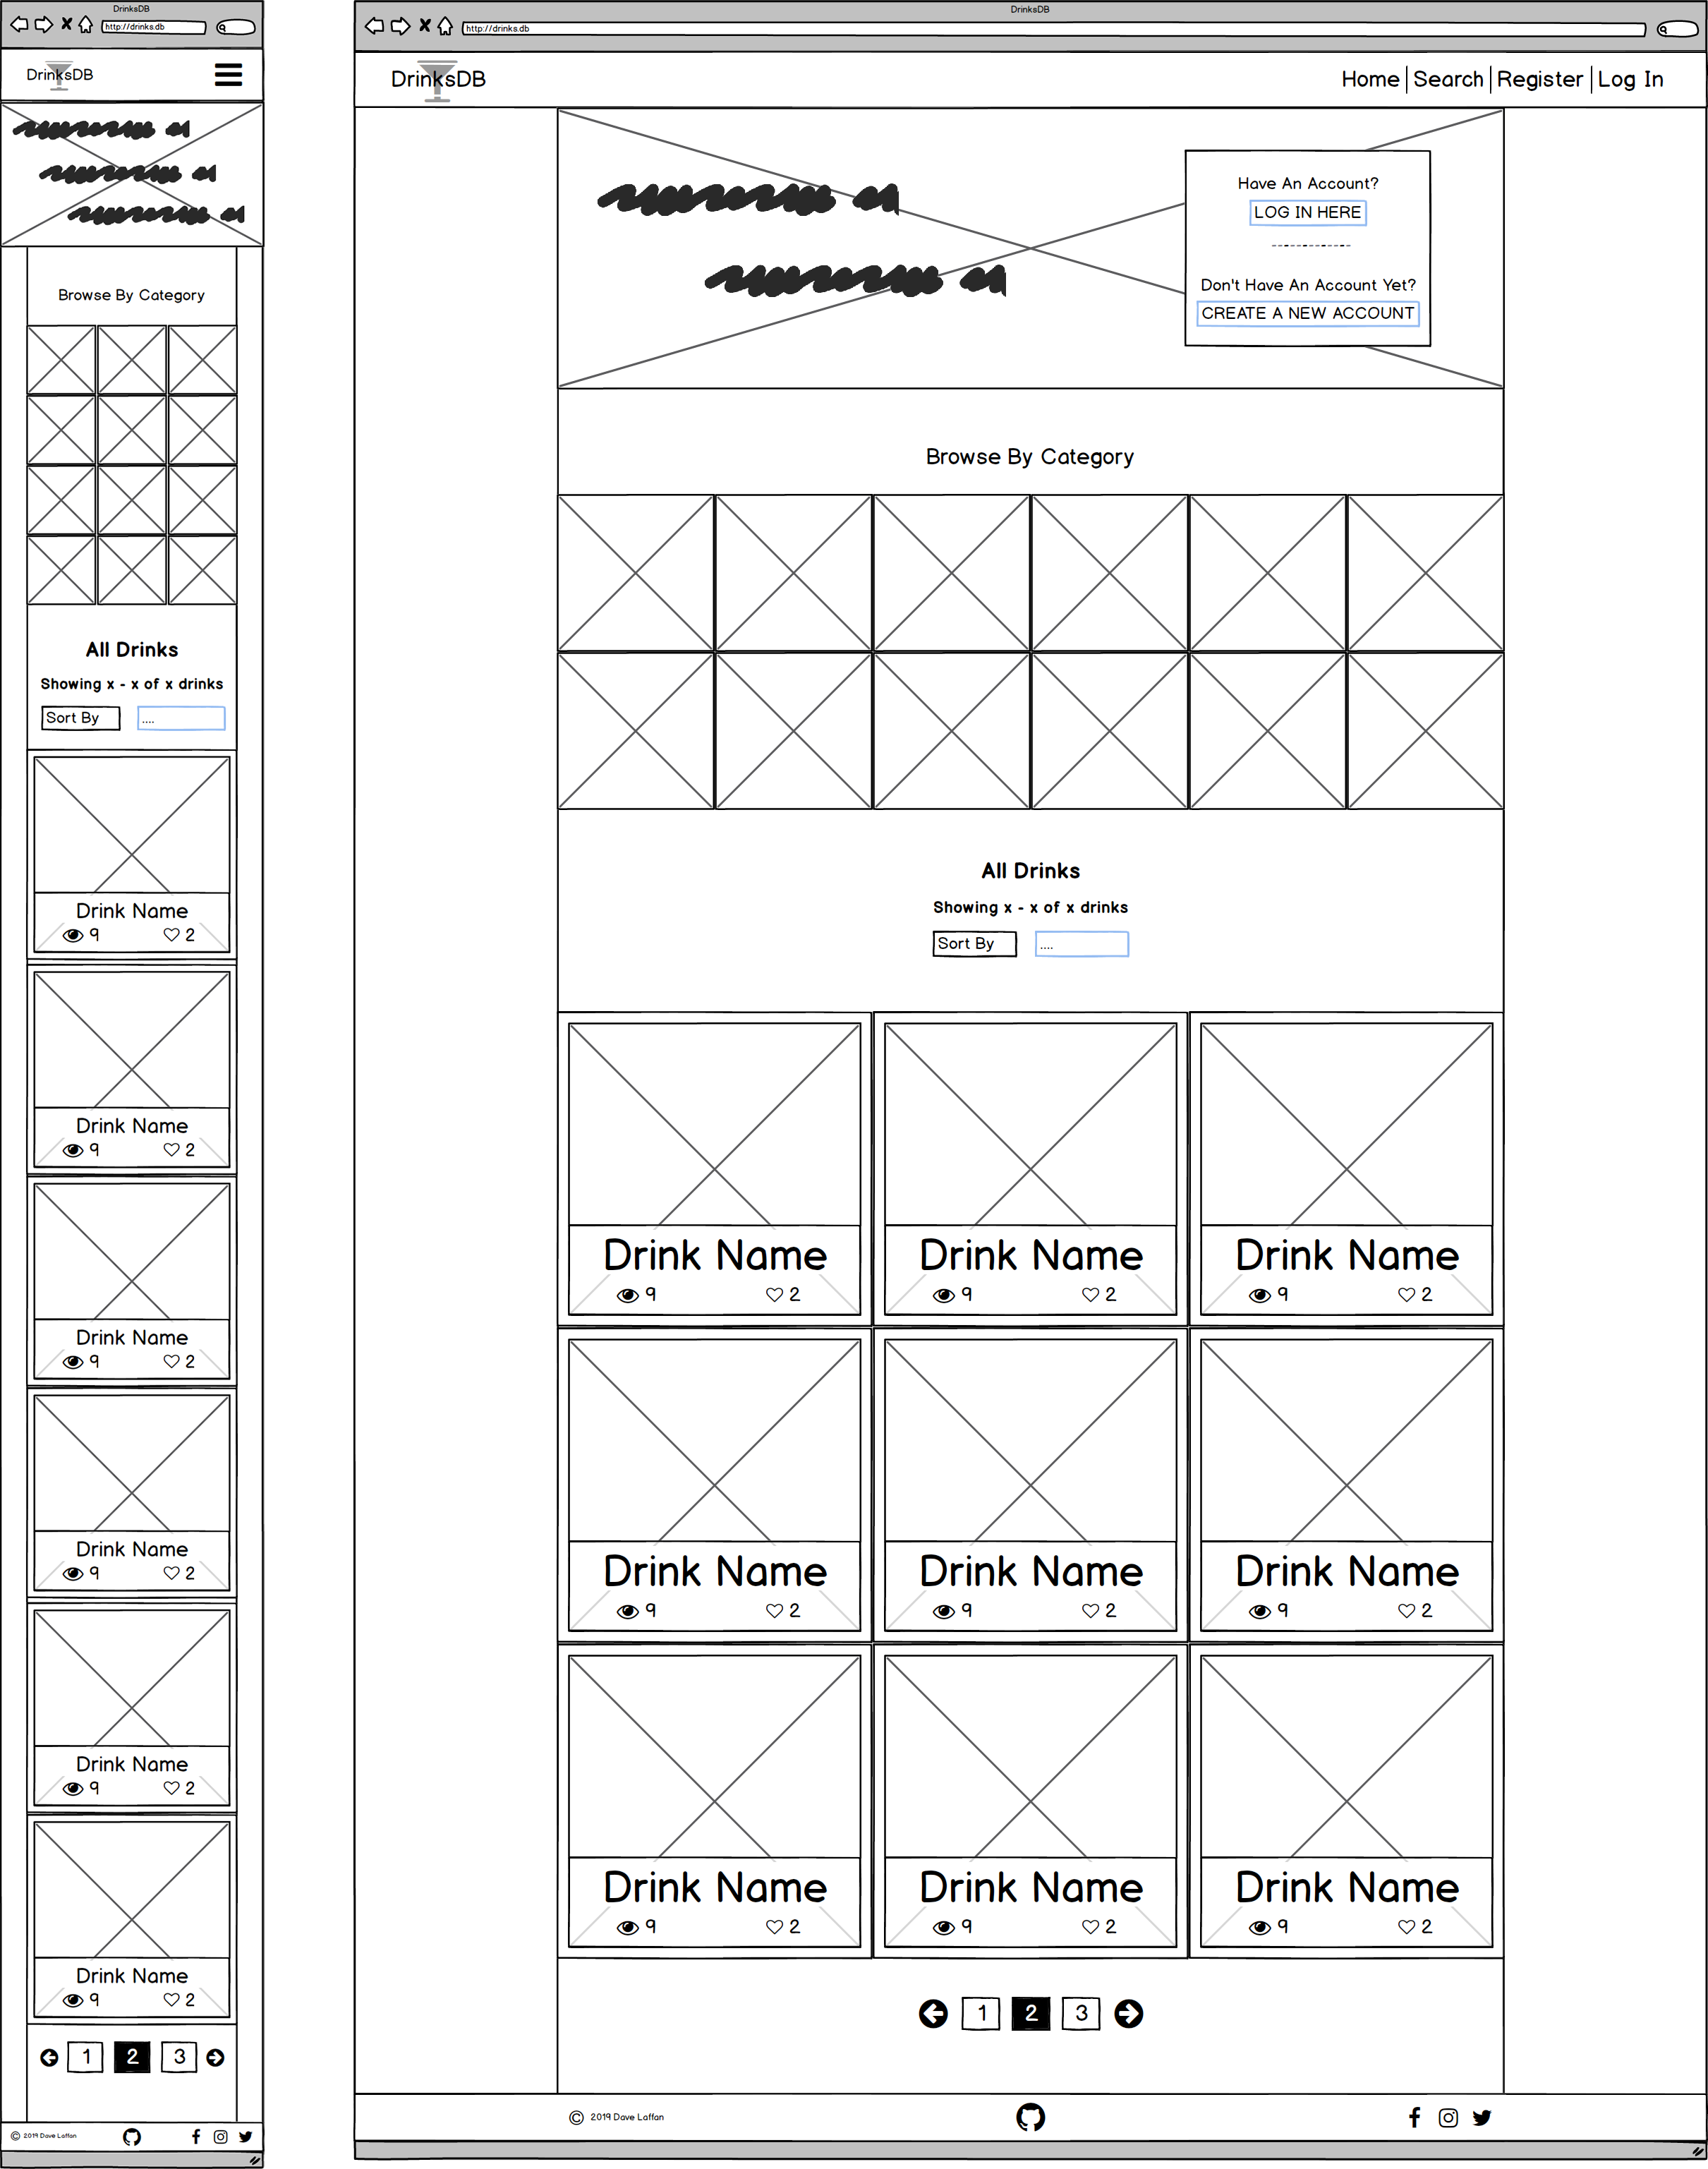 DrinksDB
http://drinks.db
DrinksDB
Browse By Category
All Drinks
Showing x - x of x drinks
Sort By ....
Drink Name
9 2
Drink Name
9 2
Drink Name
9 2
Drink Name
9 2
Drink Name
9 2
Drink Name
9 2
1 2 3
© 2019 Dave Laffan
DrinksDB
http://drinks.db
DrinksDB Home Search Register Log In
Have An Account?
LOG IN HERE
-------------
Don't Have An Account Yet?
CREATE A NEW ACCOUNT
Browse By Category
All Drinks
Showing x - x of x drinks
Sort By ....
Drink Name Drink Name Drink Name
9 2 9 2 9 2
Drink Name Drink Name Drink Name
9 2 9 2 9 2
Drink Name Drink Name Drink Name
9 2 9 2 9 2
1 2 3
© 2019 Dave Laffan